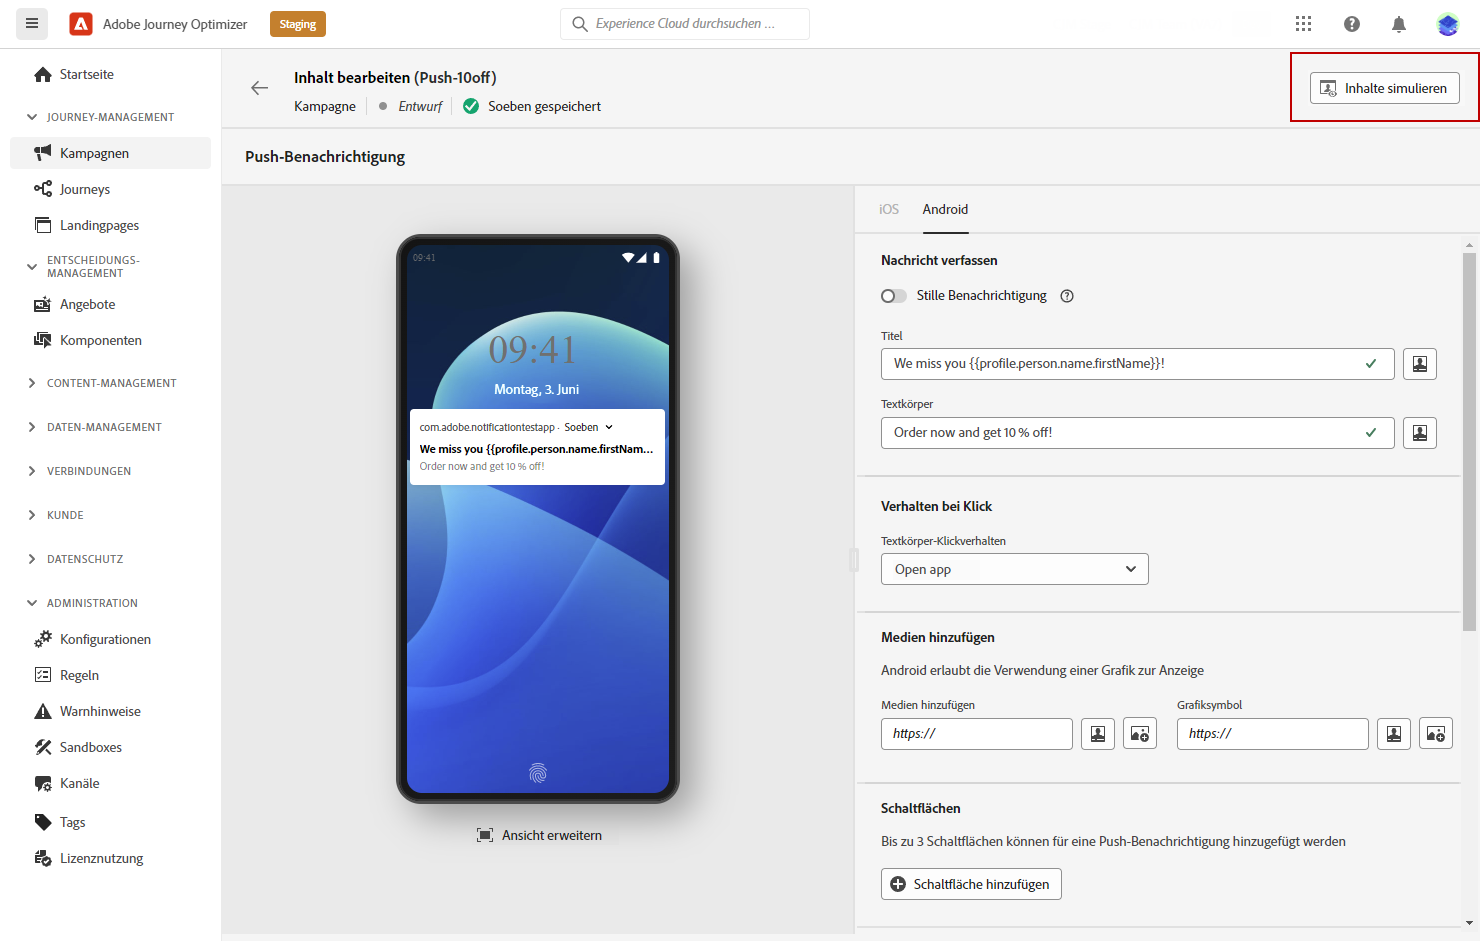 Adobe Journey Optimizer
Staging
Experience Cloud durchsuchen ...
Startseite
JOURNEY-MANAGEMENT
Kampagnen
Journeys
Landingpages
ENTSCHEIDUNGS-
MANAGEMENT
Angebote
Komponenten
CONTENT-MANAGEMENT
DATEN-MANAGEMENT
VERBINDUNGEN
KUNDE
DATENSCHUTZ
ADMINISTRATION
Konfigurationen
Regeln
Warnhinweise
Sandboxes
Kanäle
Tags
Lizenznutzung
Inhalt bearbeiten (Push-10off)
Kampagne
Entwurf
Soeben gespeichert
Inhalte simulieren
Push-Benachrichtigung
09:41
09:41
Montag, 3. Juni
com.adobe.notificationtestapp · Soeben
We miss you {{profile.person.name.firstNam...
Order now and get 10 % off!
Ansicht erweitern
iOS
Android
Nachricht verfassen
Stille Benachrichtigung
Titel
We miss you {{profile.person.name.firstName}}!
Textkörper
Order now and get 10 % off!
Verhalten bei Klick
Textkörper-Klickverhalten
Open app
Medien hinzufügen
Android erlaubt die Verwendung einer Grafik zur Anzeige
Medien hinzufügen
Grafiksymbol
https://
https://
Schaltflächen
Bis zu 3 Schaltflächen können für eine Push-Benachrichtigung hinzugefügt werden
Schaltfläche hinzufügen